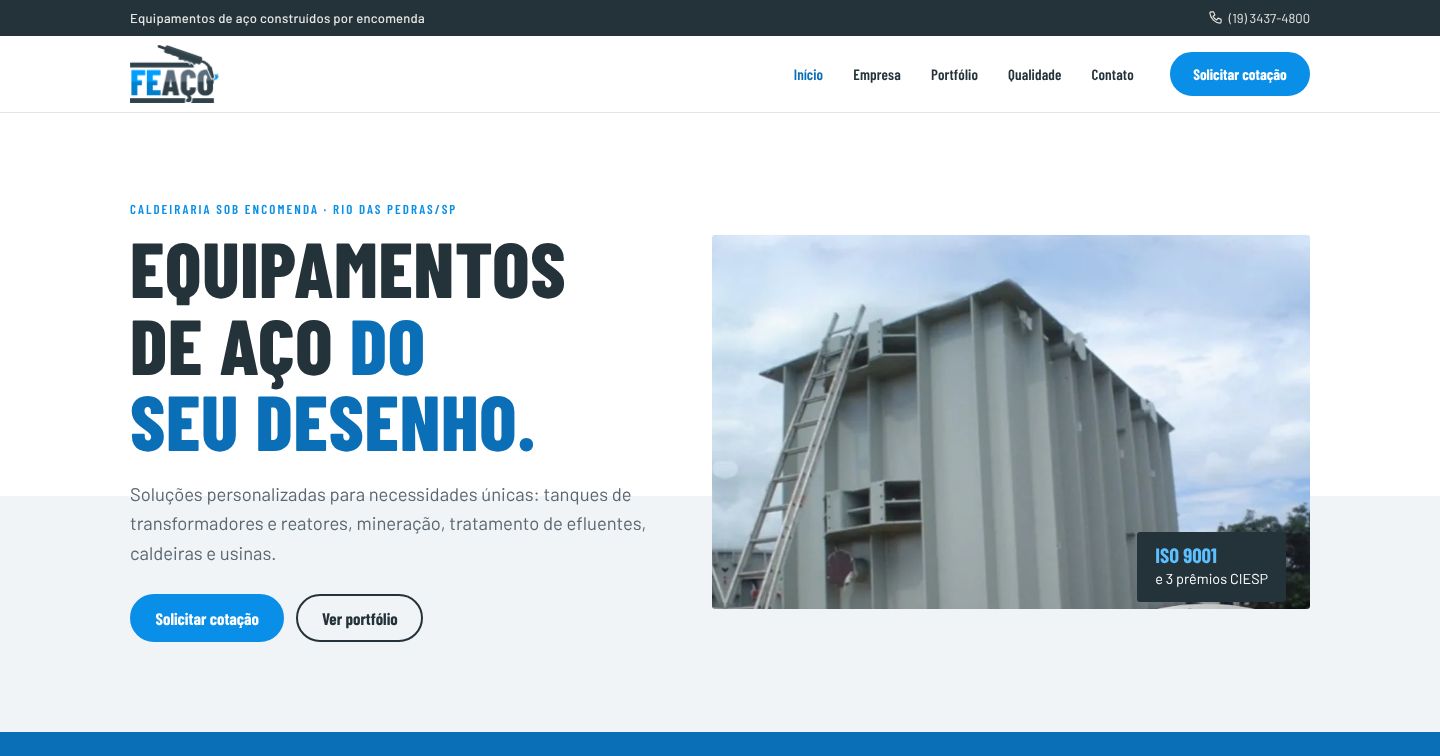 Equipamentos de aço construídos por encomenda
(19) 3437-4800
FEAÇO
Início
Empresa
Portfólio
Qualidade
Contato
Solicitar cotação
CALDEIRARIA SOB ENCOMENDA · RIO DAS PEDRAS/SP
EQUIPAMENTOS
DE AÇO DO
SEU DESENHO.
Soluções personalizadas para necessidades únicas: tanques de
transformadores e reatores, mineração, tratamento de efluentes,
caldeiras e usinas.
Solicitar cotação
Ver portfólio
ISO 9001
e 3 prêmios CIESP